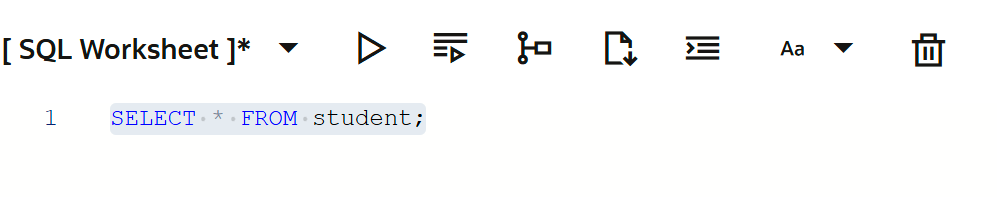 [ SQL Worksheet ]* Aa
1 SELECT * FROM student;